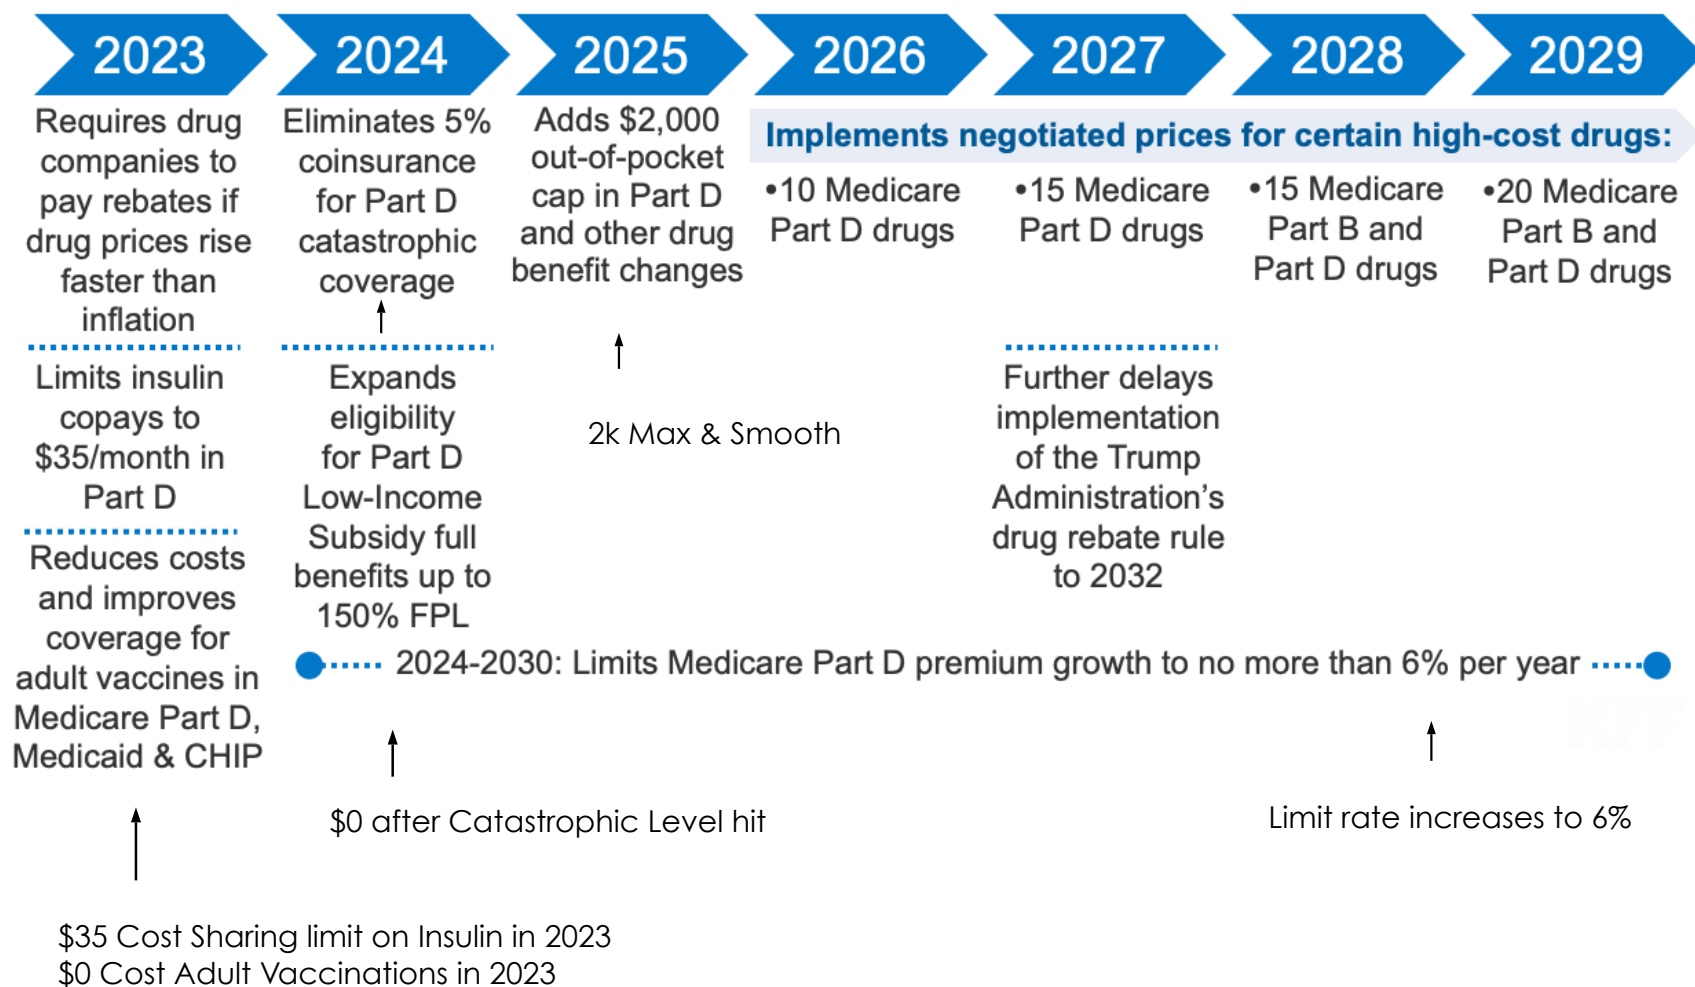 2023
2024
2025
2026
2027
2028
2029
Requires drug
companies to
pay rebates if
drug prices rise
faster than
inflation
Limits insulin
copays to
$35/month in
Part D
Reduces costs
and improves
coverage for
adult vaccines in
Medicare Part D,
Medicaid & CHIP
Eliminates 5%
coinsurance
for Part D
catastrophic
coverage
Expands
eligibility
for Part D
Low-Income
Subsidy full
benefits up to
150% FPL
Adds $2,000
out-of-pocket
cap in Part D
and other drug
benefit changes
2k Max & Smooth
Implements negotiated prices for certain high-cost drugs:
•10 Medicare
Part D drugs
•15 Medicare
Part D drugs
•15 Medicare
Part B and
Part D drugs
•20 Medicare
Part B and
Part D drugs
Further delays
implementation
of the Trump
Administration’s
drug rebate rule
to 2032
2024-2030: Limits Medicare Part D premium growth to no more than 6% per year
KFF
$0 after Catastrophic Level hit
Limit rate increases to 6%
$35 Cost Sharing limit on Insulin in 2023
$0 Cost Adult Vaccinations in 2023